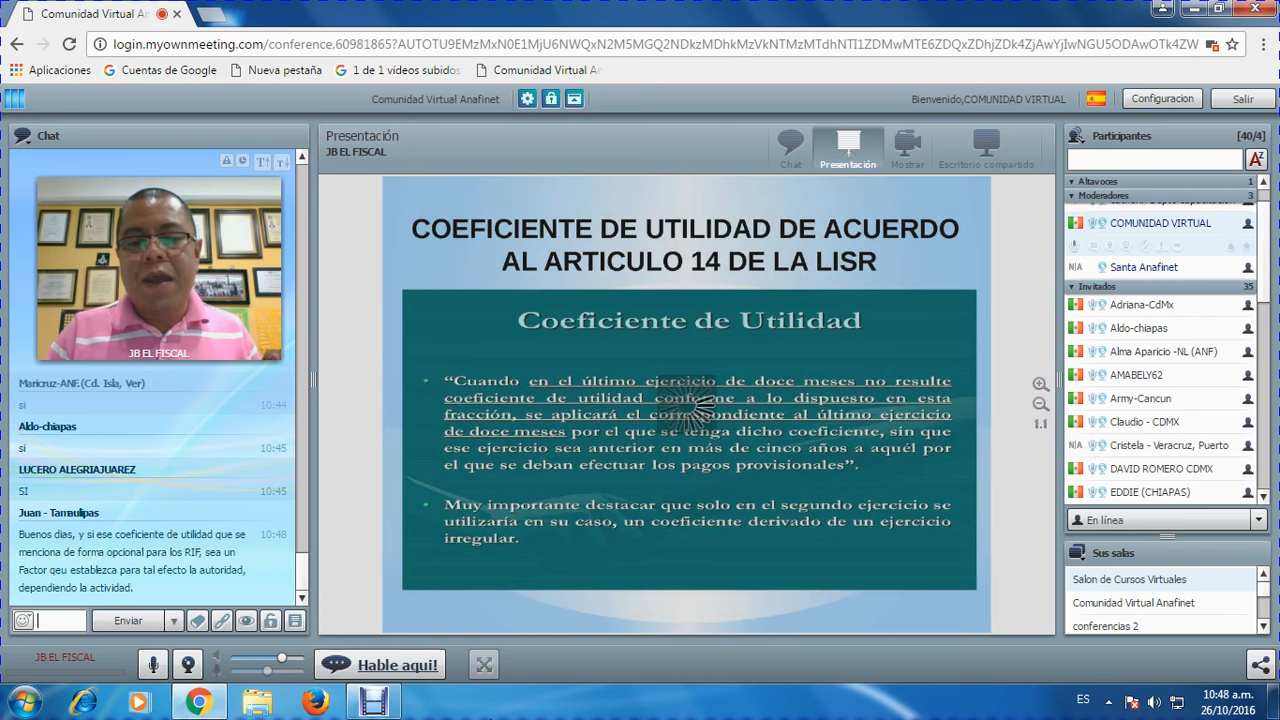 Comunidad Virtual Anafin
login.myownmeeting.com/conference.60981865?
Aplicaciones
Cuentas de Google
Nueva pestaña
1 de 1 vídeos subidos
Comunidad Virtual An
Comunidad Virtual Anafinet
Bienvenido,COMUNIDAD VIRTUAL
Configuracion
Salir
Chat
JB EL FISCAL
Maricruz-ANF.(Cd. Isla, Ver)
si
10:44
Aldo-chiapas
si
10:45
LUCERO ALEGRIAJUAREZ
SI
10:45
Juan - Tamaulipas
Buenos dias, y si ese coeficiente de utilidad que se
10:48
menciona de forma opcional para los RIF, sea un
Factor qeu establezca para tal efecto la autoridad,
dependiendo la actividad.
Enviar
Presentación
JB EL FISCAL
Chat
Presentación
Mostrar
Escritorio compartido
COEFICIENTE DE UTILIDAD DE ACUERDO
AL ARTICULO 14 DE LA LISR
Coeficiente de Utilidad
• “Cuando en el último ejercicio de doce meses no resulte
coeficiente de utilidad conforme a lo dispuesto en esta
fracción, se aplicará el correspondiente al último ejercicio
de doce meses por el que se tenga dicho coeficiente, sin que
ese ejercicio sea anterior en más de cinco años a aquél por
el que se deban efectuar los pagos provisionales”.
• Muy importante destacar que solo en el segundo ejercicio se
utilizaría en su caso, un coeficiente derivado de un ejercicio
irregular.
1.1
Participantes
[40/4]
Altavoces 1
Moderadores 3
COMUNIDAD VIRTUAL
N/A Santa Anafinet
Invitados 35
Adriana-CdMx
Aldo-chiapas
Alma Aparicio -NL (ANF)
AMABELY62
Army-Cancun
Claudio - CDMX
Cristela - Veracruz, Puerto
DAVID ROMERO CDMX
EDDIE (CHIAPAS)
En línea
Sus salas
Salon de Cursos Virtuales
Comunidad Virtual Anafinet
conferencias 2
JB EL FISCAL
Hable aqui!
ES
10:48 a.m.
26/10/2016